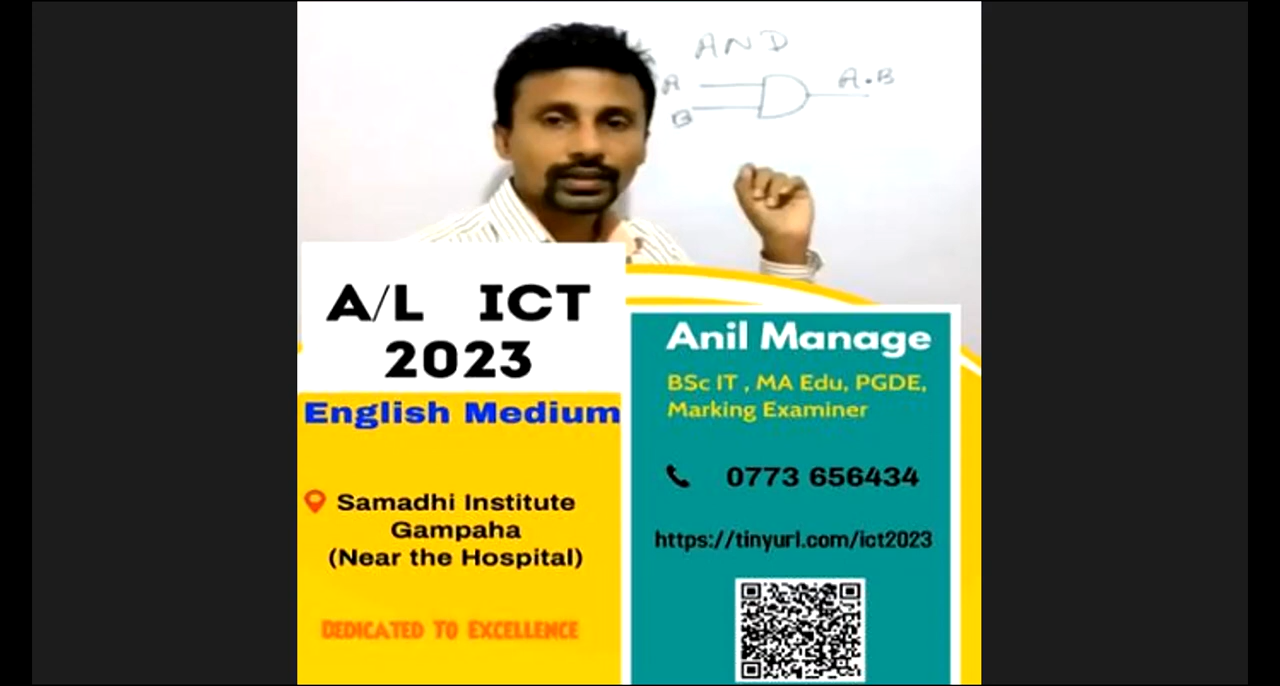 AND
A
B
A.B
A/L ICT
2023
English Medium
Samadhi Institute
Gampaha
(Near the Hospital)
DEDICATED TO EXCELLENCE
Anil Manage
BSc IT , MA Edu, PGDE,
Marking Examiner
0773 656434
https://tinyurl.com/ict2023